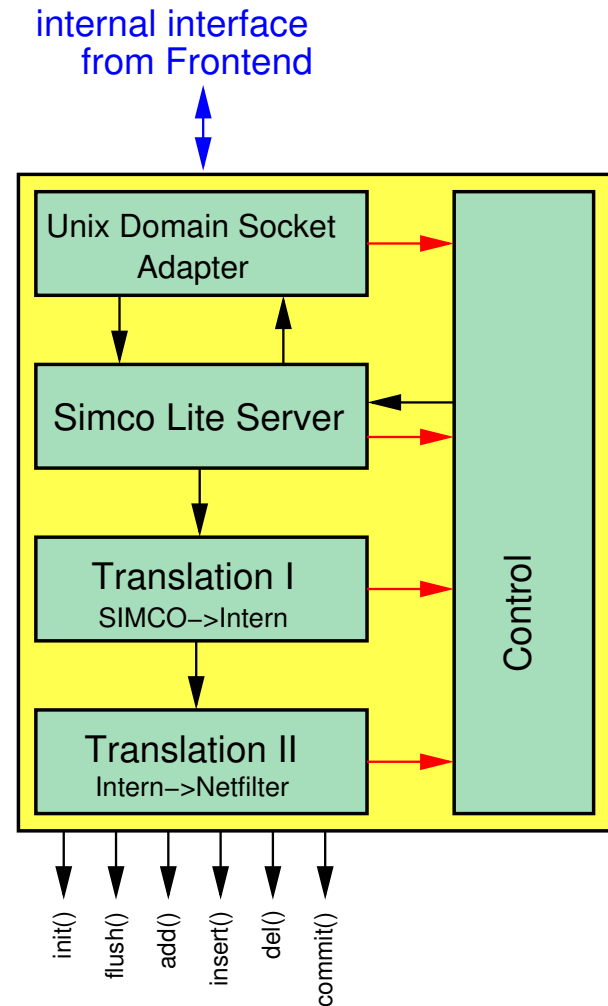 internal interface
from Frontend
Unix Domain Socket
Adapter
Simco Lite Server
Translation I
SIMCO->Intern
Translation II
Intern->Netfilter
Control
init()
flush()
add()
insert()
del()
commit()